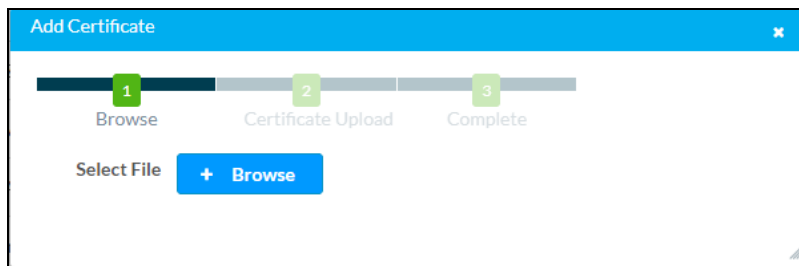 Add Certificate
1 2 3
Browse Certificate Upload Complete
Select File + Browse